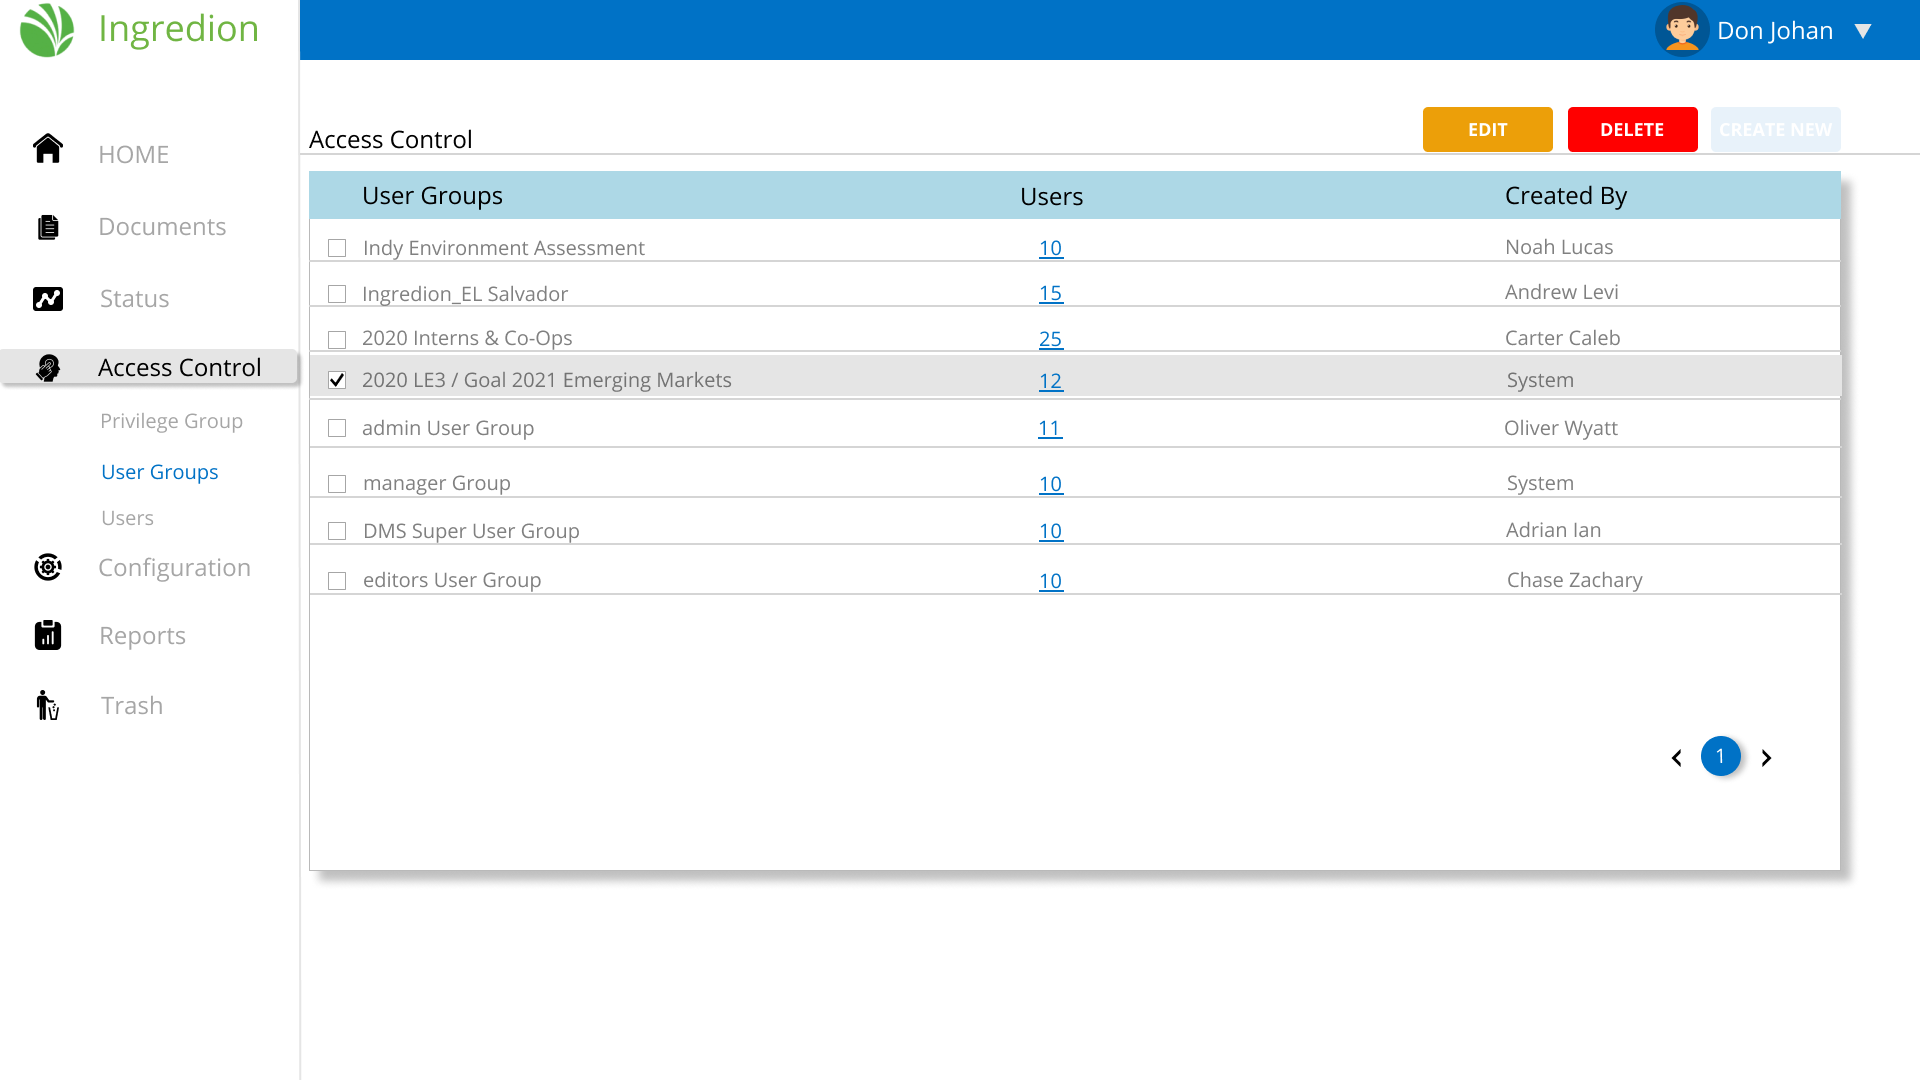 Ingredion
Don Johan
Access Control
EDIT
DELETE
CREATE NEW
HOME
Documents
Status
Access Control
Privilege Group
User Groups
Users
Configuration
Reports
Trash
User Groups Users Created By
Indy Environment Assessment 10 Noah Lucas
Ingredion_EL Salvador 15 Andrew Levi
2020 Interns & Co-Ops 25 Carter Caleb
2020 LE3 / Goal 2021 Emerging Markets 12 System
admin User Group 11 Oliver Wyatt
manager Group 10 System
DMS Super User Group 10 Adrian Ian
editors User Group 10 Chase Zachary
1